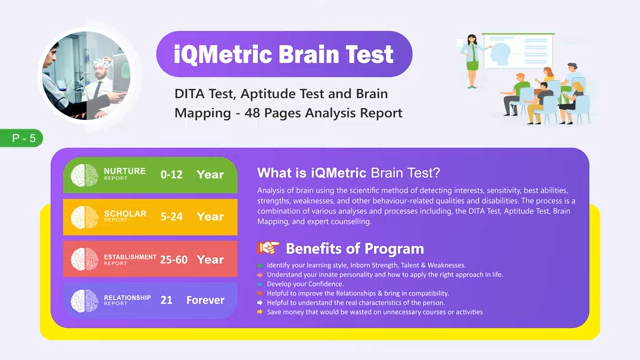 iQMetric Brain Test
DITA Test, Aptitude Test and Brain
Mapping - 48 Pages Analysis Report
P - 5
NURTURE REPORT 0-12 Year
SCHOLAR REPORT 5-24 Year
ESTABLISHMENT REPORT 25-60 Year
RELATIONSHIP REPORT 21 Forever
What is iQMetric Brain Test?
Analysis of brain using the scientific method of detecting interests, sensitivity, best abilities,
strengths, weaknesses, and other behaviour-related qualities and disabilities. The process is a
combination of various analyses and processes including, the DITA Test, Aptitude Test, Brain
Mapping, and expert counselling.
Benefits of Program
Identify your learning style, Inborn Strength, Talent & Weaknesses.
Understand your innate personality and how to apply the right approach in life.
Develop your Confidence.
Helpful to improve the Relationships & bring in compatibility.
Helpful to understand the real characteristics of the person.
Save money that would be wasted on unnecessary courses or activities